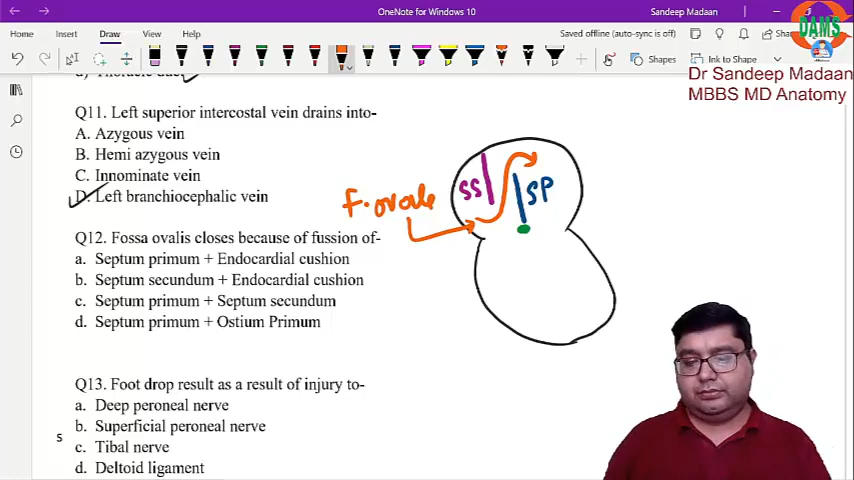 OneNote for Windows 10
Sandeep Madaan
DAMS
Home Insert Draw View Help
Saved offline (auto-sync is off)
Shapes Ink to Shape
Dr Sandeep Madaan
MBBS MD Anatomy
Q11. Left superior intercostal vein drains into-
A. Azygous vein
B. Hemi azygous vein
C. Innominate vein
D. Left branchiocephalic vein
Q12. Fossa ovalis closes because of fussion of-
a. Septum primum + Endocardial cushion
b. Septum secundum + Endocardial cushion
c. Septum primum + Septum secundum
d. Septum primum + Ostium Primum
Q13. Foot drop result as a result of injury to-
a. Deep peroneal nerve
b. Superficial peroneal nerve
c. Tibal nerve
d. Deltoid ligament
5
SS
SP
F. ovale